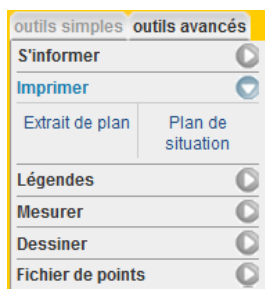 outils simples outils avancés
S'informer
Imprimer
Extrait de plan Plan de
situation
Légendes
Mesurer
Dessiner
Fichier de points